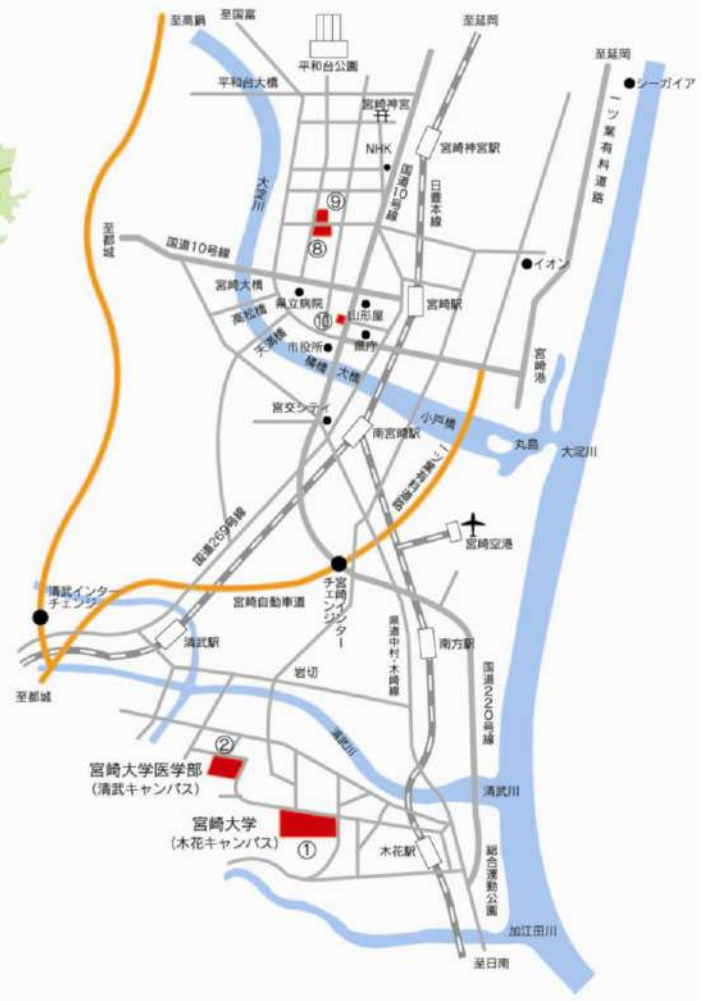 至高鍋
至国富
至延岡
平和台公園
至延岡
シーガイア
平和台大橋
宮崎神宮
一ツ葉有料道路
NHK
宮崎神宮駅
大淀川
国道10号線
日豊本線
⑨
至都城
国道10号線
⑧
イオン
宮崎大橋
県立病院
宮崎駅
高松橋
⑩
山形屋
天満橋
市役所
県庁
宮崎港
橘橋
大橋
宮交シティ
小戸橋
南宮崎駅
丸島
大淀川
一ツ葉有料道路
国道269号線
宮崎空港
清武インター
チェンジ
宮崎自動車道
宮崎インター
チェンジ
清武駅
県道中村・木崎線
南方駅
岩切
国道220号線
至都城
清武川
②
宮崎大学医学部
(清武キャンパス)
清武川
宮崎大学
(木花キャンパス)
①
木花駅
総合運動公園
加江田川
至日南